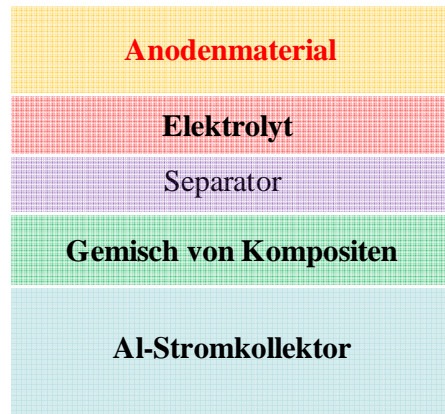 Anodenmaterial
Elektrolyt
Separator
Gemisch von Kompositen
Al-Stromkollektor